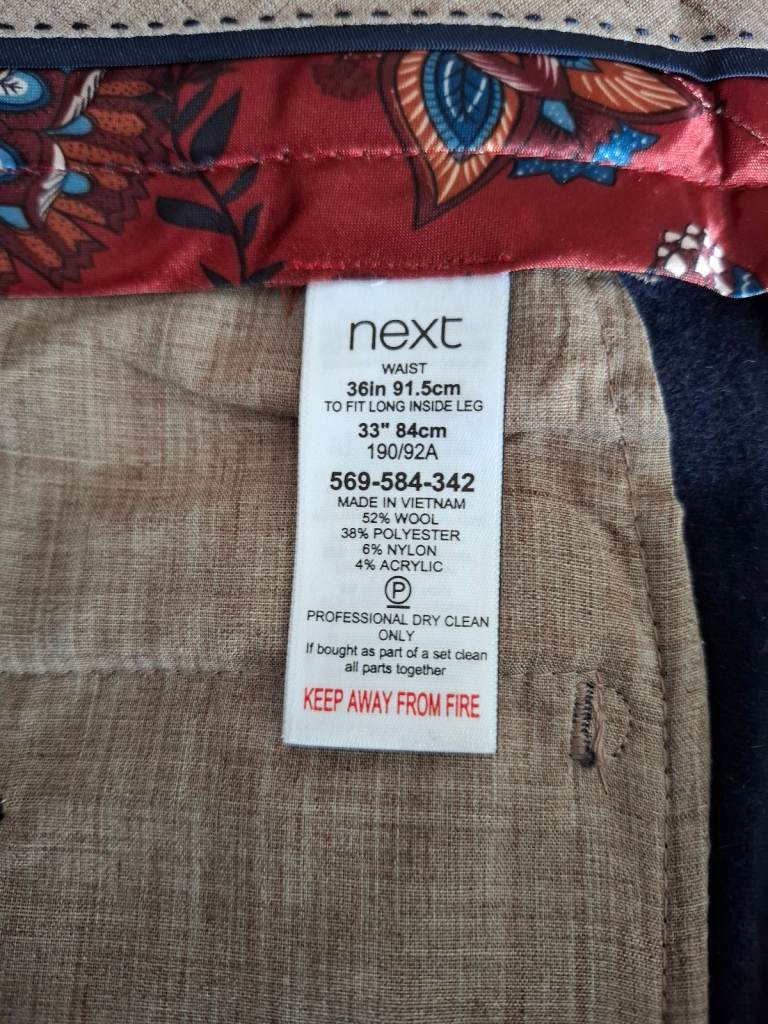 next
WAIST
36in 91.5cm
TO FIT LONG INSIDE LEG
33" 84cm
190/92A
569-584-342
MADE IN VIETNAM
52% WOOL
38% POLYESTER
6% NYLON
4% ACRYLIC
P
PROFESSIONAL DRY CLEAN
ONLY
If bought as part of a set clean
all parts together
KEEP AWAY FROM FIRE